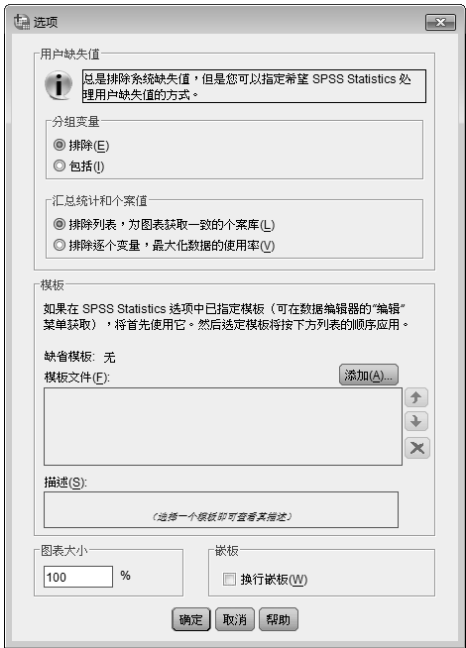 选项
用户缺失值
总是排除系统缺失值，但是您可以指定希望 SPSS Statistics 处
理用户缺失值的方式。
分组变量
排除(E)
包括(I)
汇总统计和个案值
排除列表，为图表获取一致的个案库(L)
排除逐个变量，最大化数据的使用率(V)
模板
如果在 SPSS Statistics 选项中已指定模板（可在数据编辑器的“编辑”
菜单获取），将首先使用它。然后选定模板将按下方列表的顺序应用。
缺省模板: 无
模板文件(F):
添加(A)...
描述(S):
（选择一个模板即可查看其描述）
图表大小
100 %
嵌板
换行嵌板(W)
确定 取消 帮助